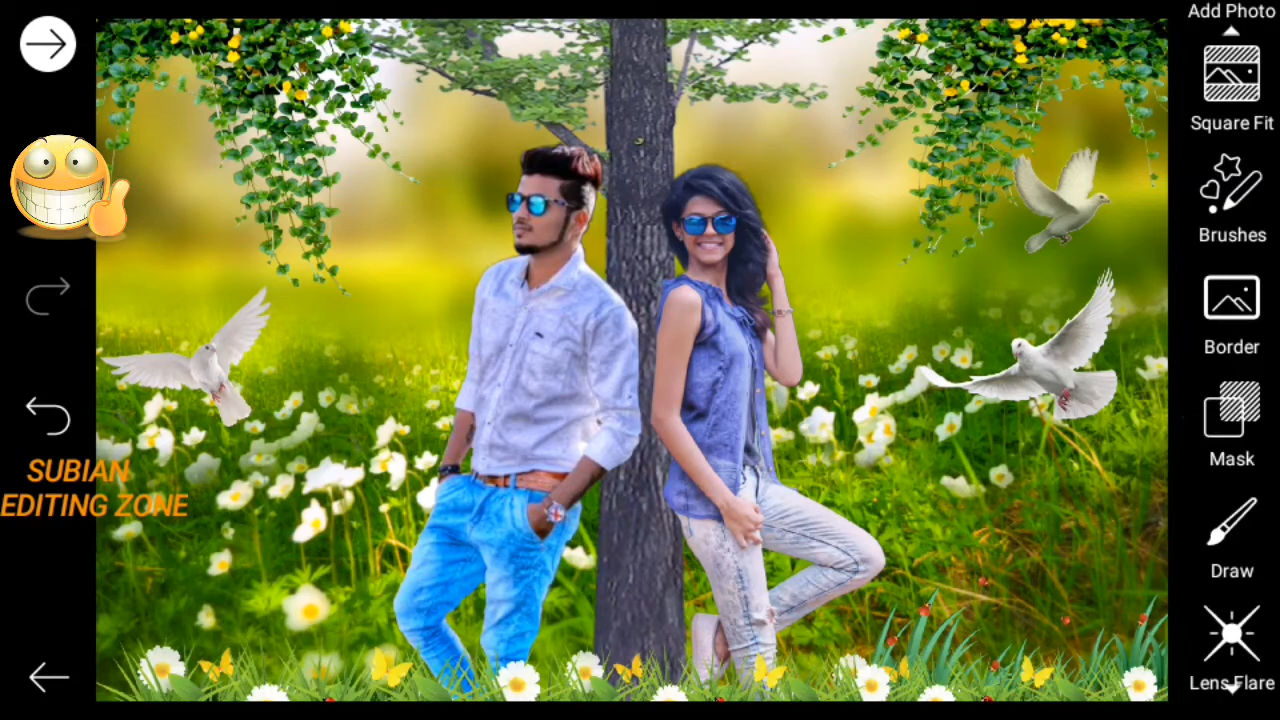 Add Photo
Square Fit
Brushes
Border
Mask
Draw
Lens Flare
SUBIAN
EDITING ZONE